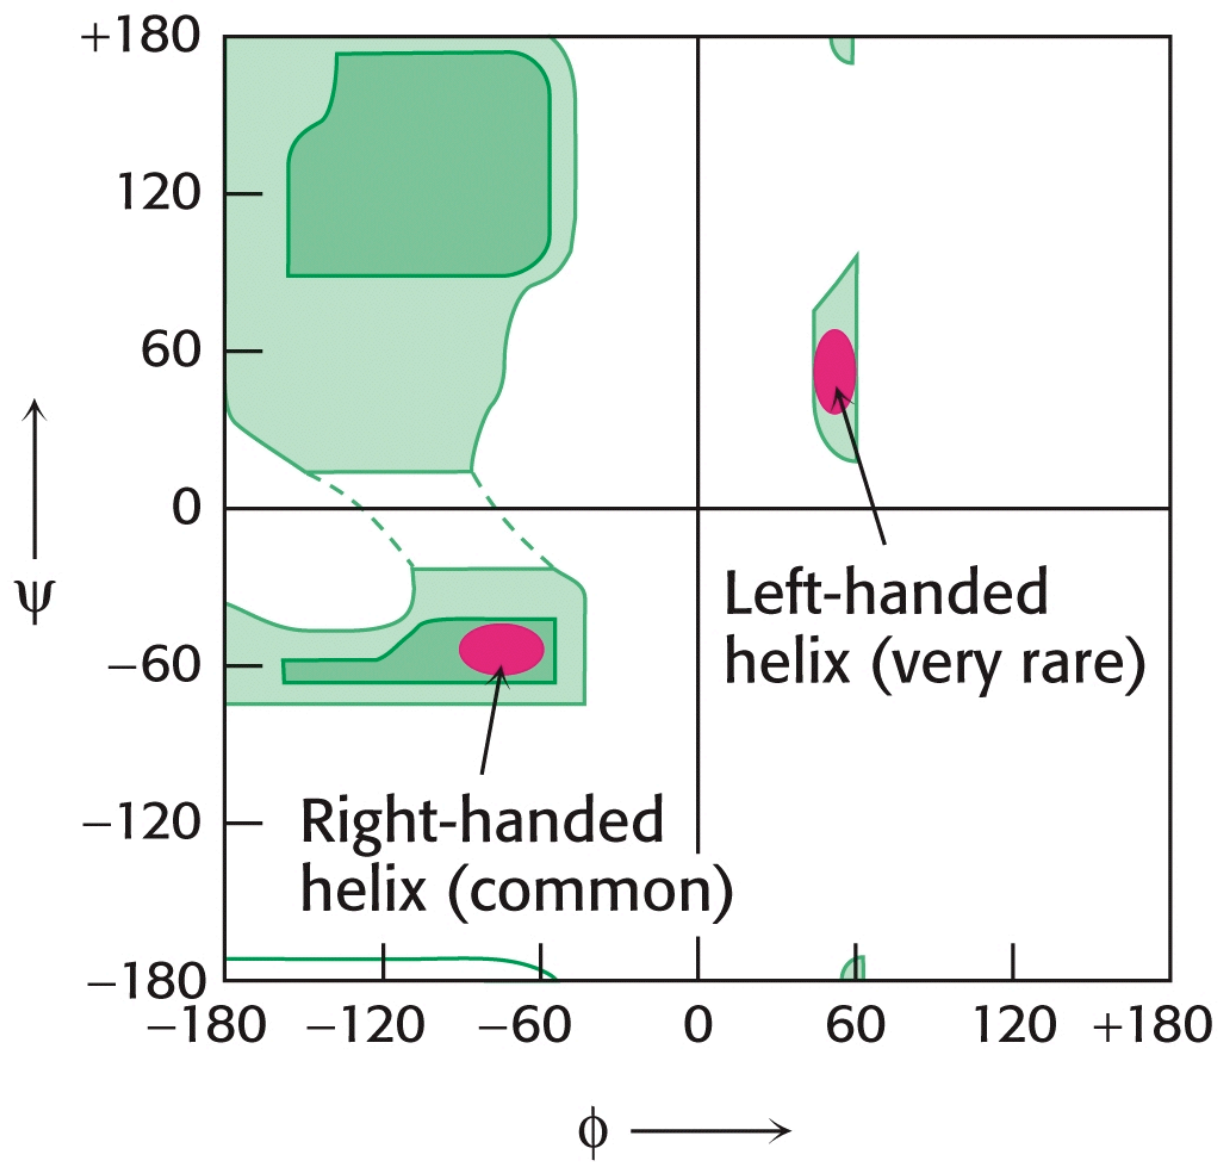 +180
120
60
0
−60
−120
−180
ψ
Left-handed
helix (very rare)
Right-handed
helix (common)
−180 −120 −60 0 60 120 +180
ϕ